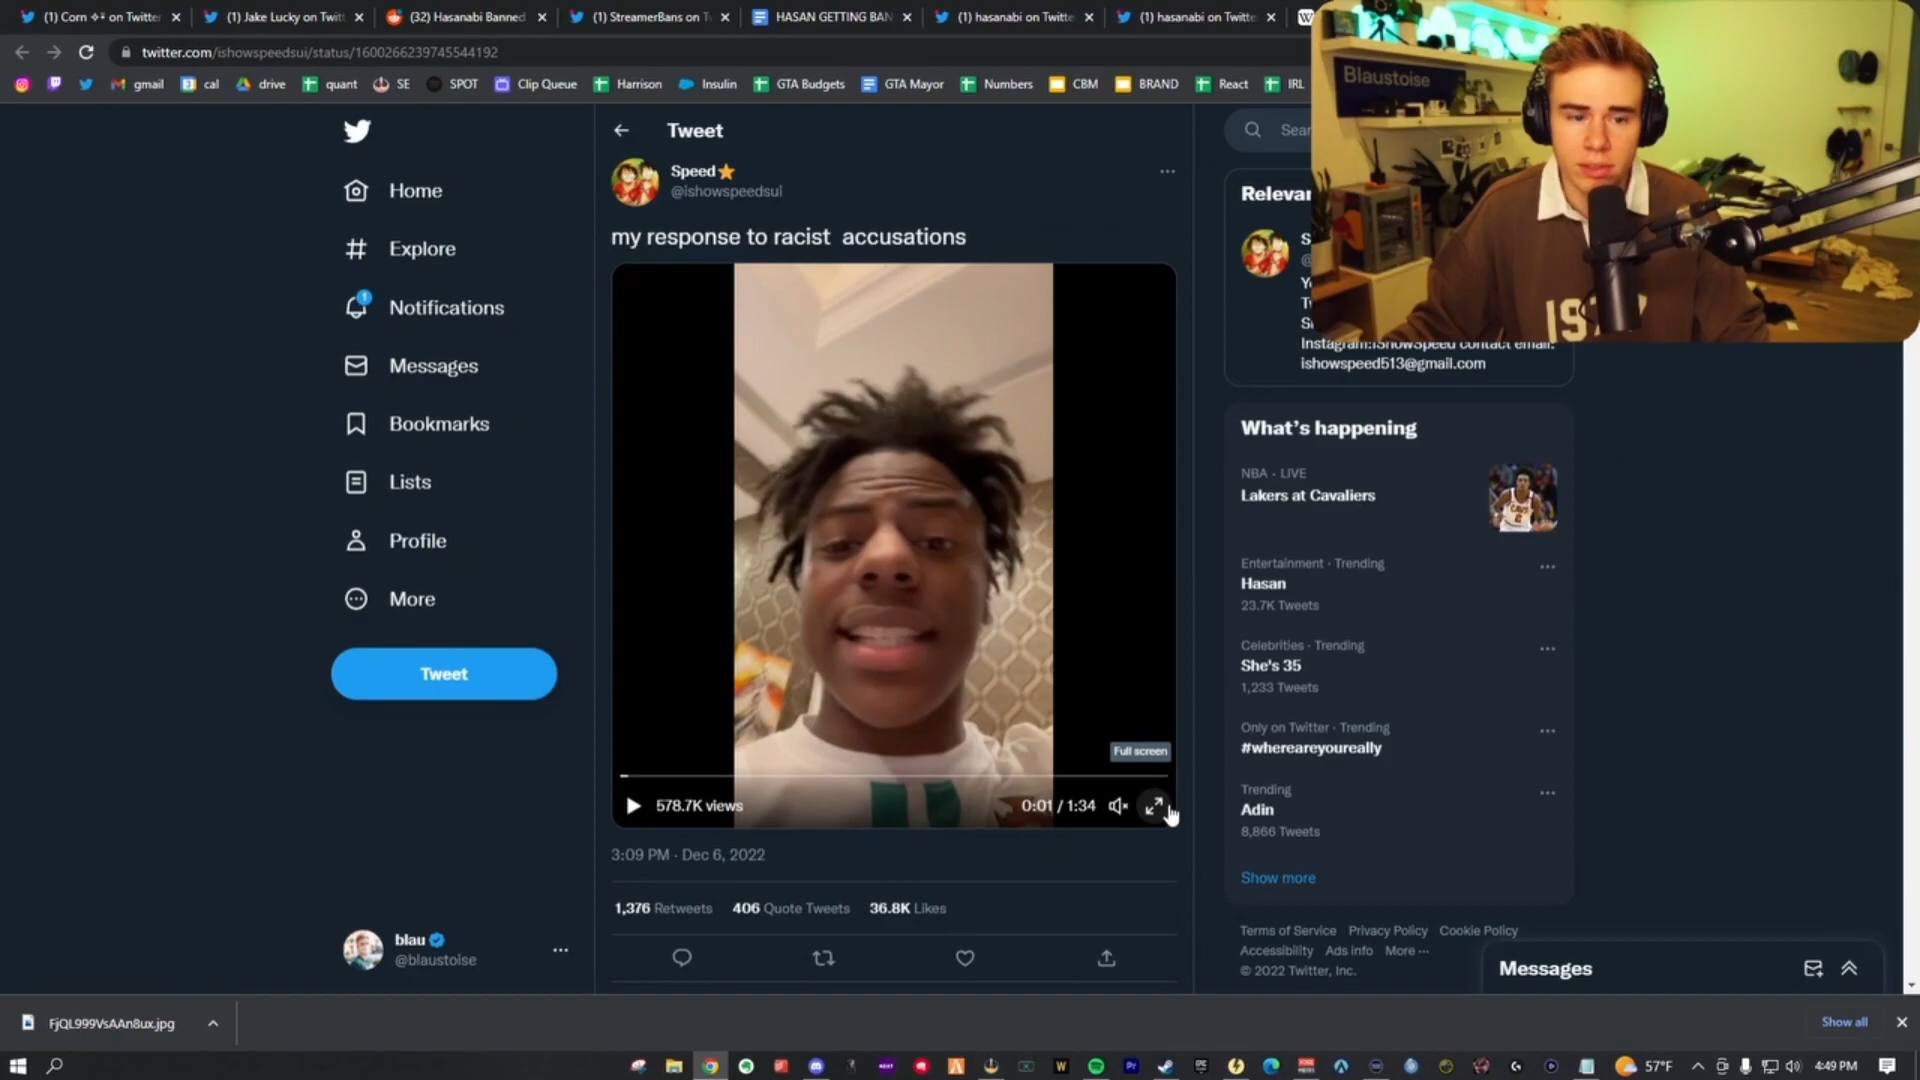 (1) Corn ✧✧ on Twitter
(1) Jake Lucky on Twitt
(32) Hasanabi Banned
(1) StreamerBans on T
HASAN GETTING BAN
(1) hasanabi on Twitte
(1) hasanabi on Twitte
twitter.com/ishowspeedsui/status/1600266239745544192
gmail
cal
drive
quant
SE
SPOT
Clip Queue
Harrison
Insulin
GTA Budgets
GTA Mayor
Numbers
CBM
BRAND
React
IRL
Blaustoise
Home
Explore
1
Notifications
Messages
Bookmarks
Lists
Profile
More
Tweet
blau
@blaustoise
Tweet
Speed
@ishowspeedsui
my response to racist accusations
Full screen
578.7K views
0:01 / 1:34
3:09 PM · Dec 6, 2022
1,376 Retweets
406 Quote Tweets
36.8K Likes
Sear
Relevan
Instagram:IShowSpeed contact email:
ishowspeed513@gmail.com
What's happening
NBA · LIVE
Lakers at Cavaliers
Entertainment · Trending
Hasan
23.7K Tweets
Celebrities · Trending
She's 35
1,233 Tweets
Only on Twitter · Trending
#whereareyoureally
Trending
Adin
8,866 Tweets
Show more
Terms of Service Privacy Policy Cookie Policy
Accessibility Ads info More ···
© 2022 Twitter, Inc.
Messages
FjQL999VsAAn8ux.jpg
Show all
57°F
4:49 PM